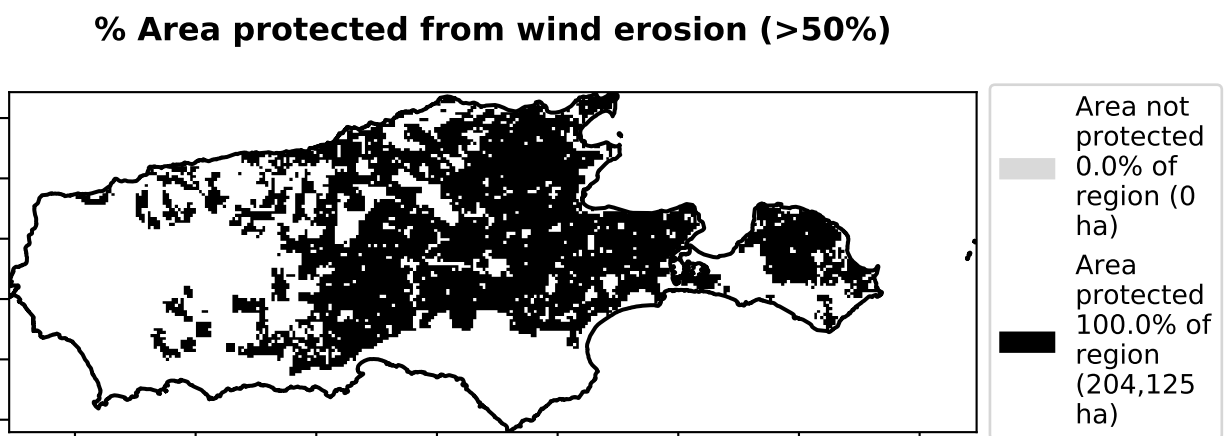 % Area protected from wind erosion (>50%)
Area not
protected
0.0% of
region (0
ha)
Area
protected
100.0% of
region
(204,125
ha)